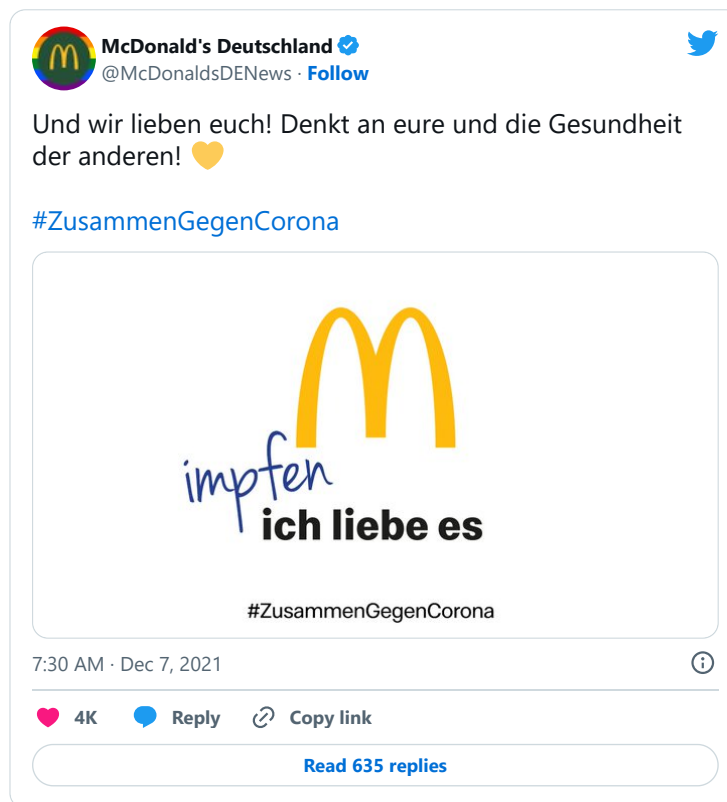 McDonald's Deutschland
@McDonaldsDENews · Follow
Und wir lieben euch! Denkt an eure und die Gesundheit
der anderen! 💛
#ZusammenGegenCorona
impfen
ich liebe es
#ZusammenGegenCorona
7:30 AM · Dec 7, 2021
4K Reply Copy link
Read 635 replies